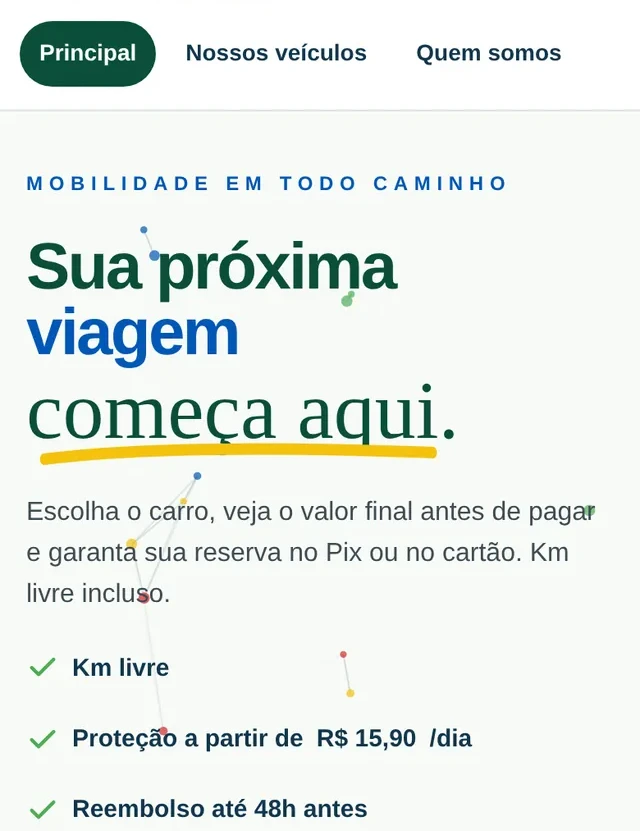 Principal Nossos veículos Quem somos
MOBILIDADE EM TODO CAMINHO
Sua próxima
viagem
começa aqui.
Escolha o carro, veja o valor final antes de pagar
e garanta sua reserva no Pix ou no cartão. Km
livre incluso.
Km livre
Proteção a partir de R$ 15,90 /dia
Reembolso até 48h antes